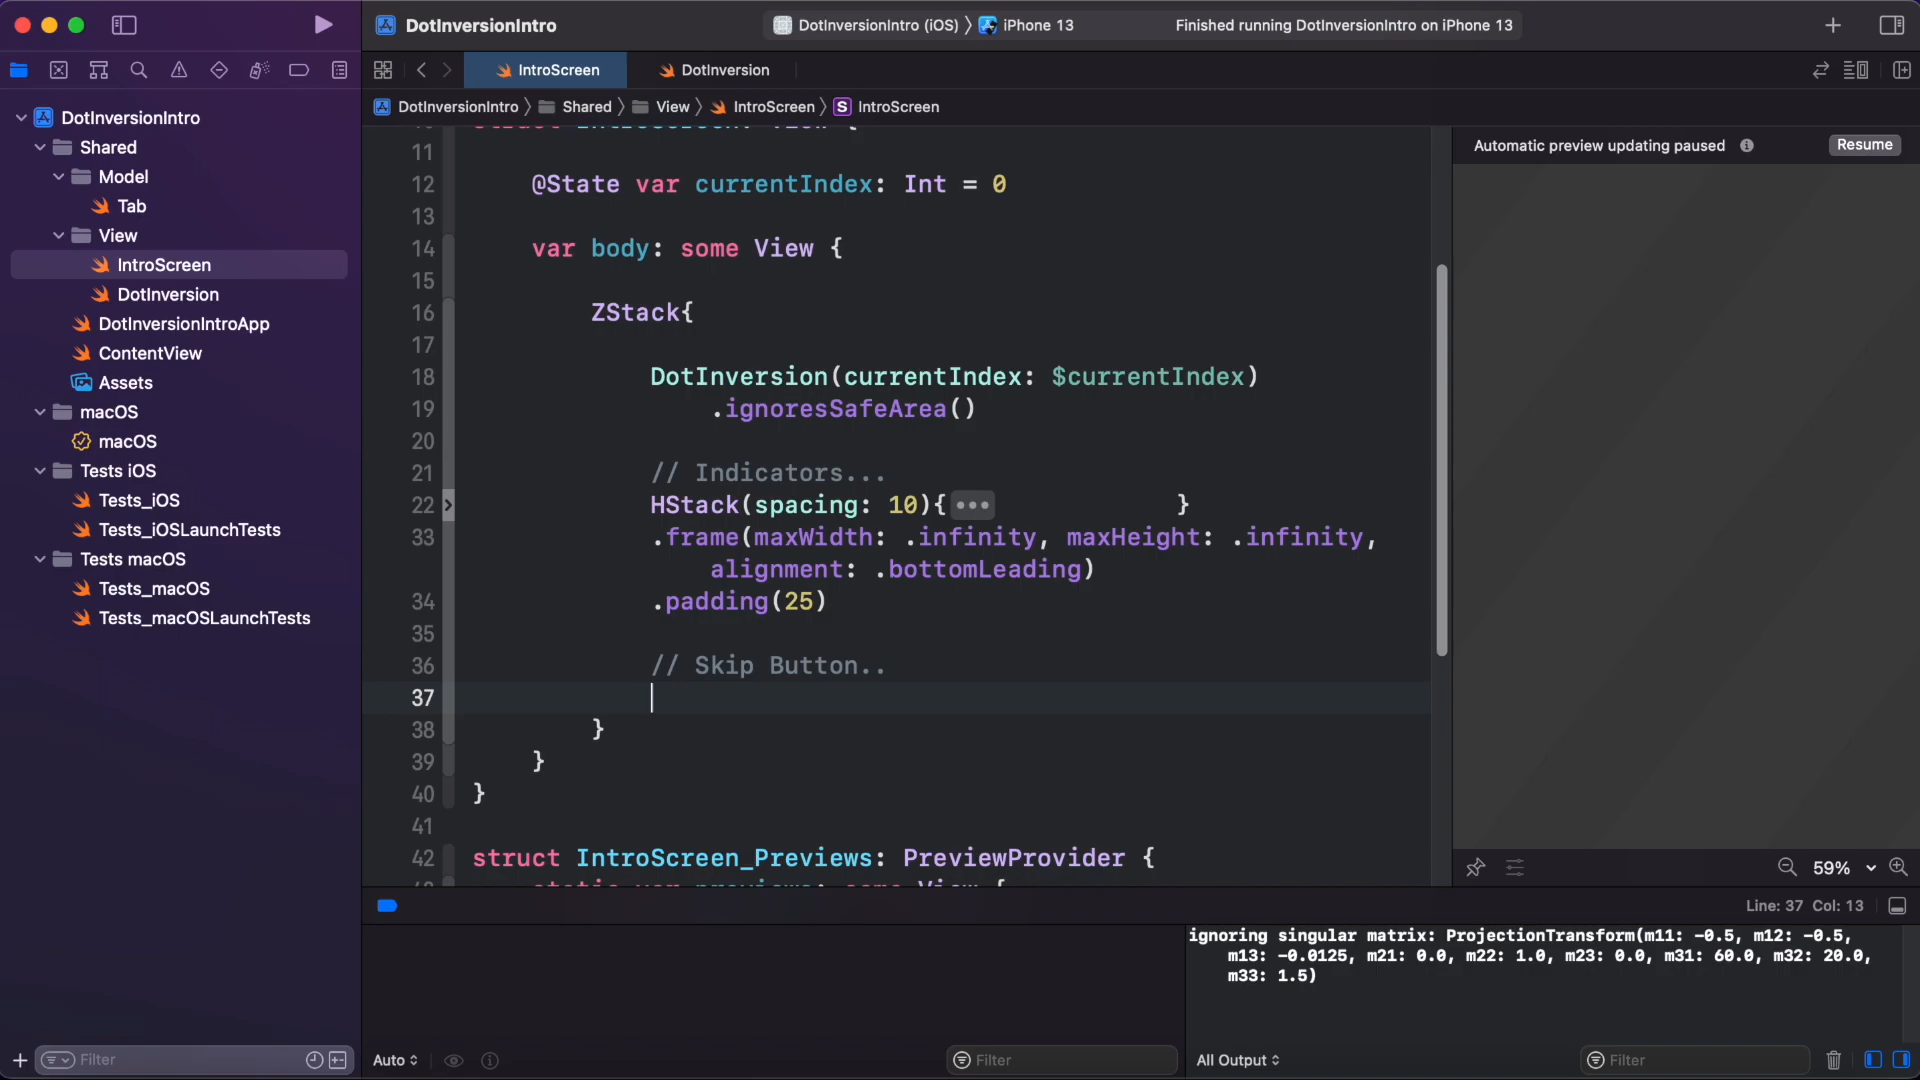 DotInversionIntro
DotInversionIntro (iOS) 〉 iPhone 13
Finished running DotInversionIntro on iPhone 13
IntroScreen
DotInversion
DotInversionIntro 〉 Shared 〉 View 〉 IntroScreen 〉 S IntroScreen
DotInversionIntro
Shared
Model
Tab
View
IntroScreen
DotInversion
DotInversionIntroApp
ContentView
Assets
macOS
macOS
Tests iOS
Tests_iOS
Tests_iOSLaunchTests
Tests macOS
Tests_macOS
Tests_macOSLaunchTests
Filter
11
12 @State var currentIndex: Int = 0
13
14 var body: some View {
15
16 ZStack{
17
18 DotInversion(currentIndex: $currentIndex)
19 .ignoresSafeArea()
20
21 // Indicators...
22 HStack(spacing: 10){ ••• }
33 .frame(maxWidth: .infinity, maxHeight: .infinity,
alignment: .bottomLeading)
34 .padding(25)
35
36 // Skip Button..
37
38 }
39 }
40 }
41
42 struct IntroScreen_Previews: PreviewProvider {
Automatic preview updating paused
Resume
59%
Line: 37 Col: 13
ignoring singular matrix: ProjectionTransform(m11: -0.5, m12: -0.5,
m13: -0.0125, m21: 0.0, m22: 1.0, m23: 0.0, m31: 60.0, m32: 20.0,
m33: 1.5)
Auto
Filter
All Output
Filter